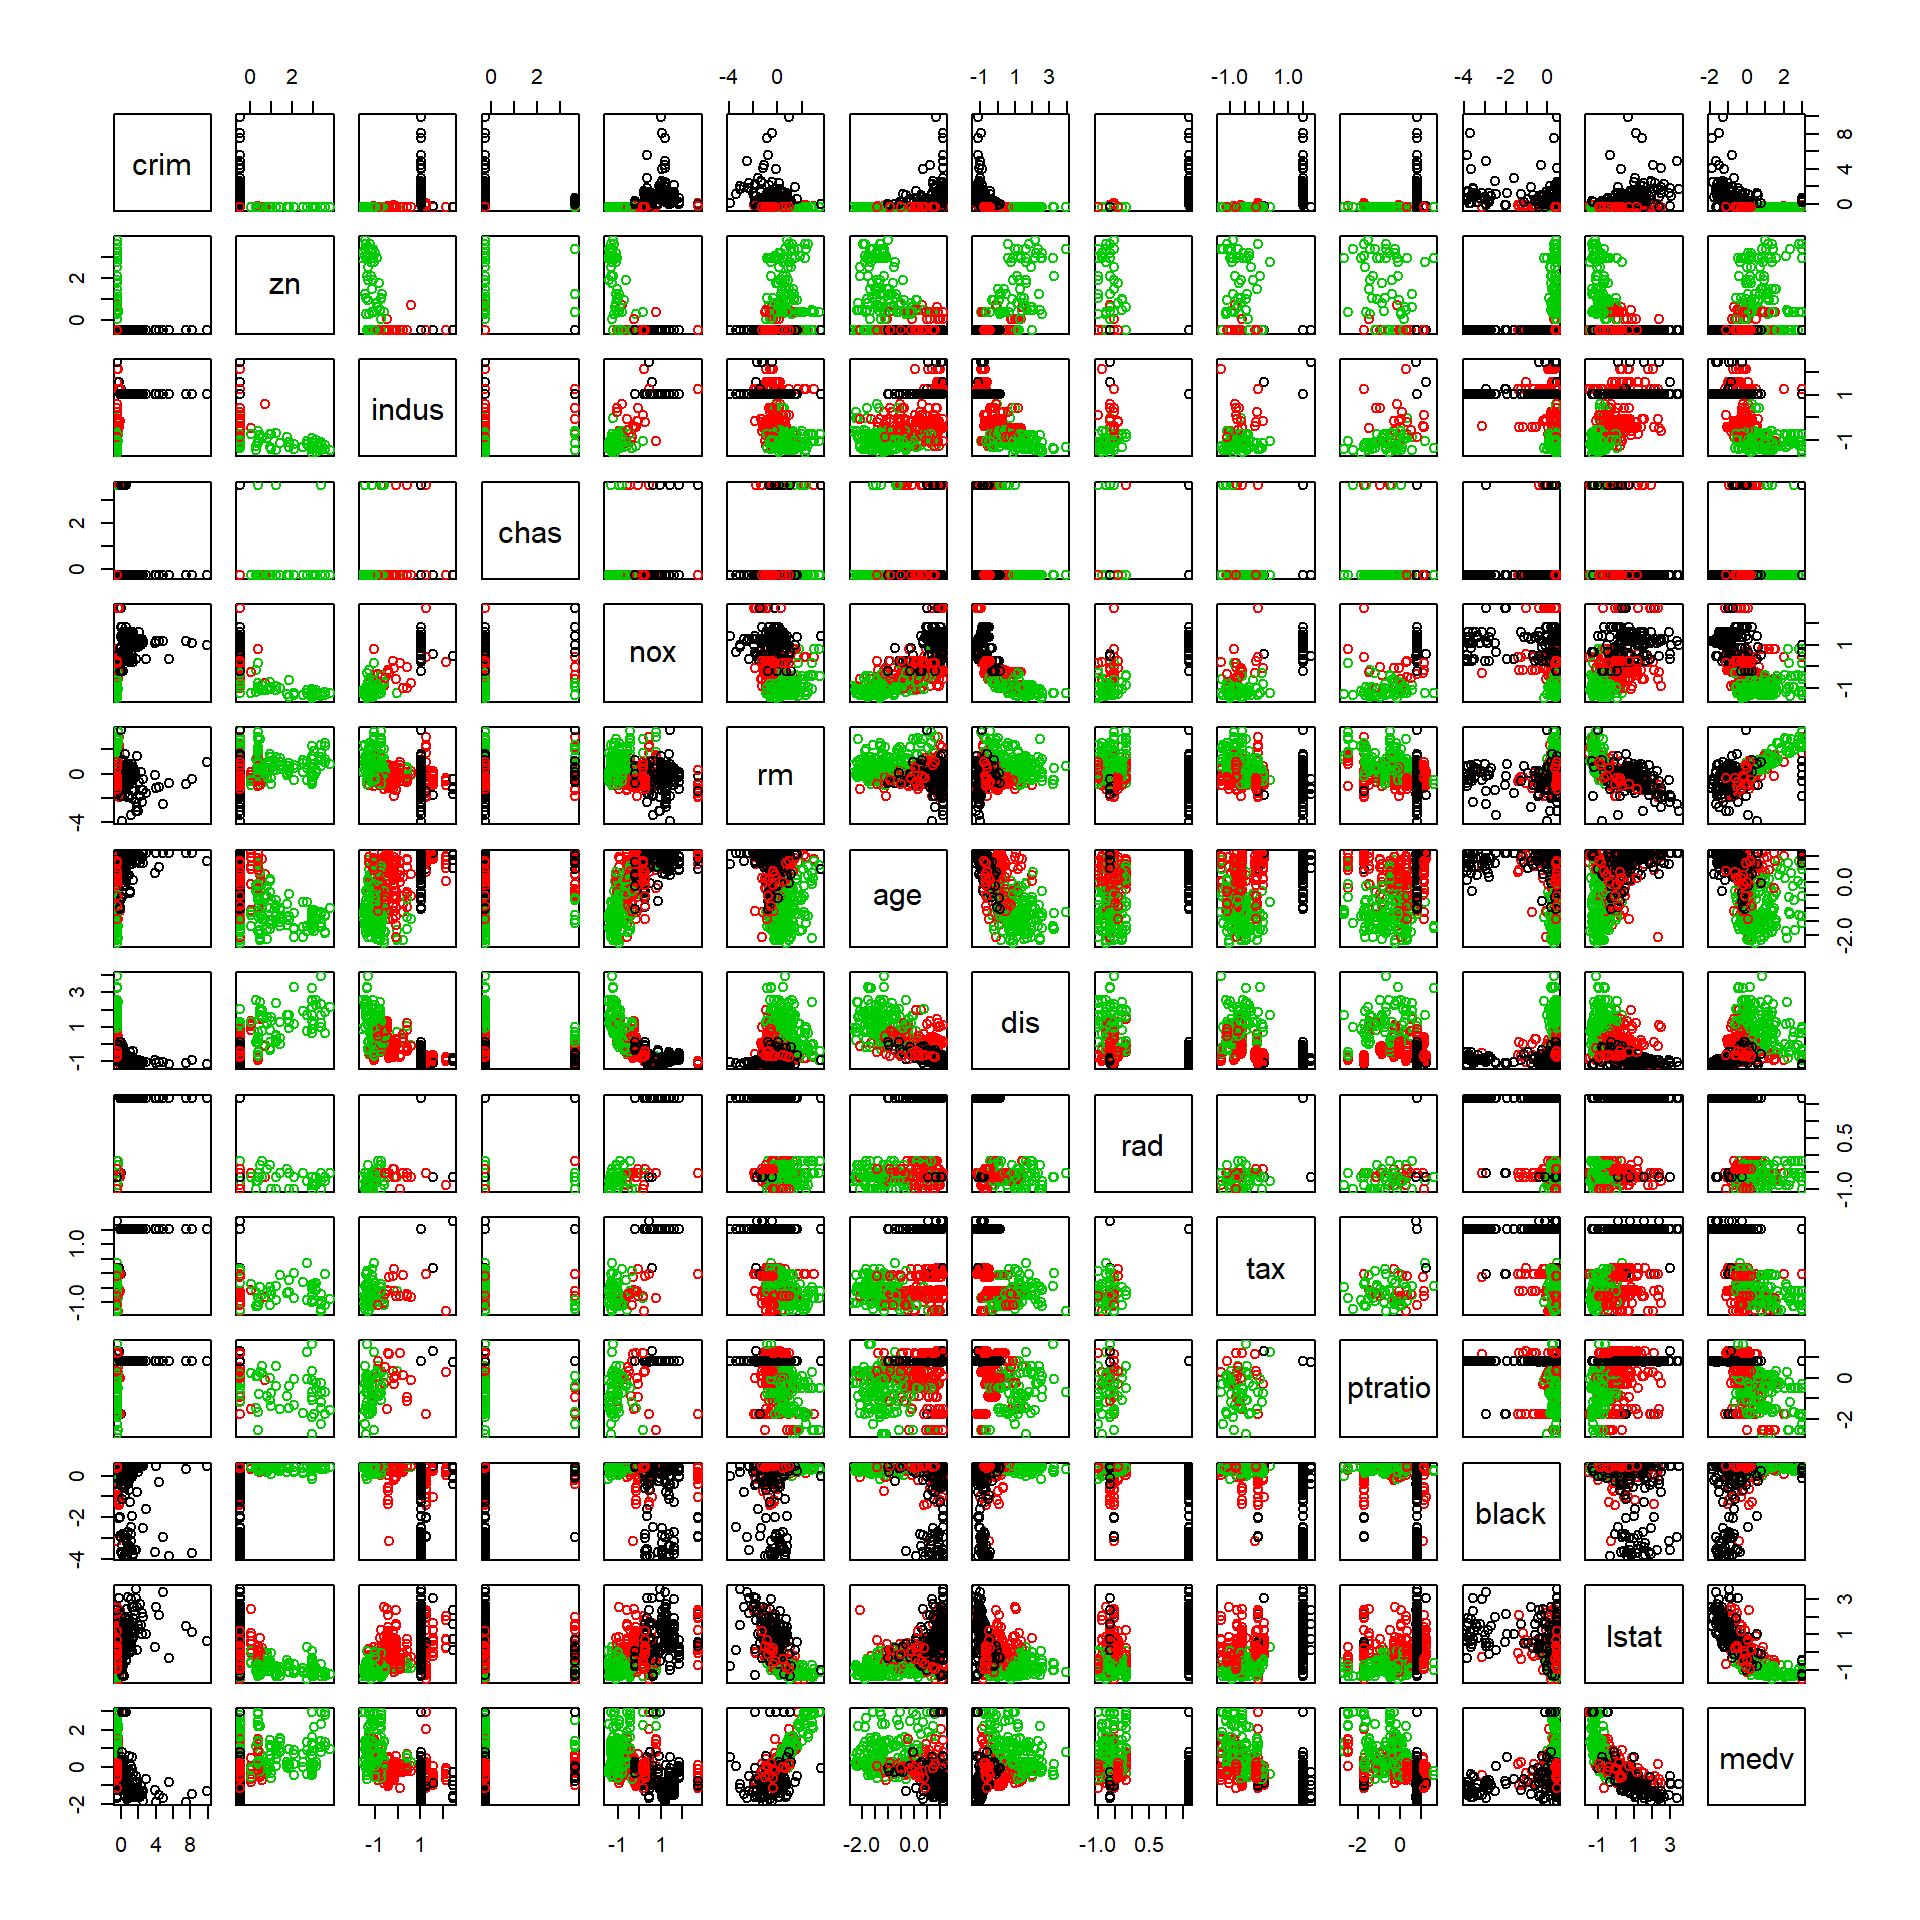 0 2 0 2 -4 0 -1 1 3 -1.0 1.0 -4 -2 0 -2 0 2
crim 0 4 8
0 2 zn
indus -1 1
0 2 chas
nox -1 1
-4 0 rm
age -2.0 0.0
-1 1 3 dis
rad -1.0 0.5
-1.0 1.0 tax
ptratio -2 0
-4 -2 0 black
lstat -1 1 3
-2 0 2 medv
0 4 8 -1 1 -1 1 -2.0 0.0 -1.0 0.5 -2 0 -1 1 3